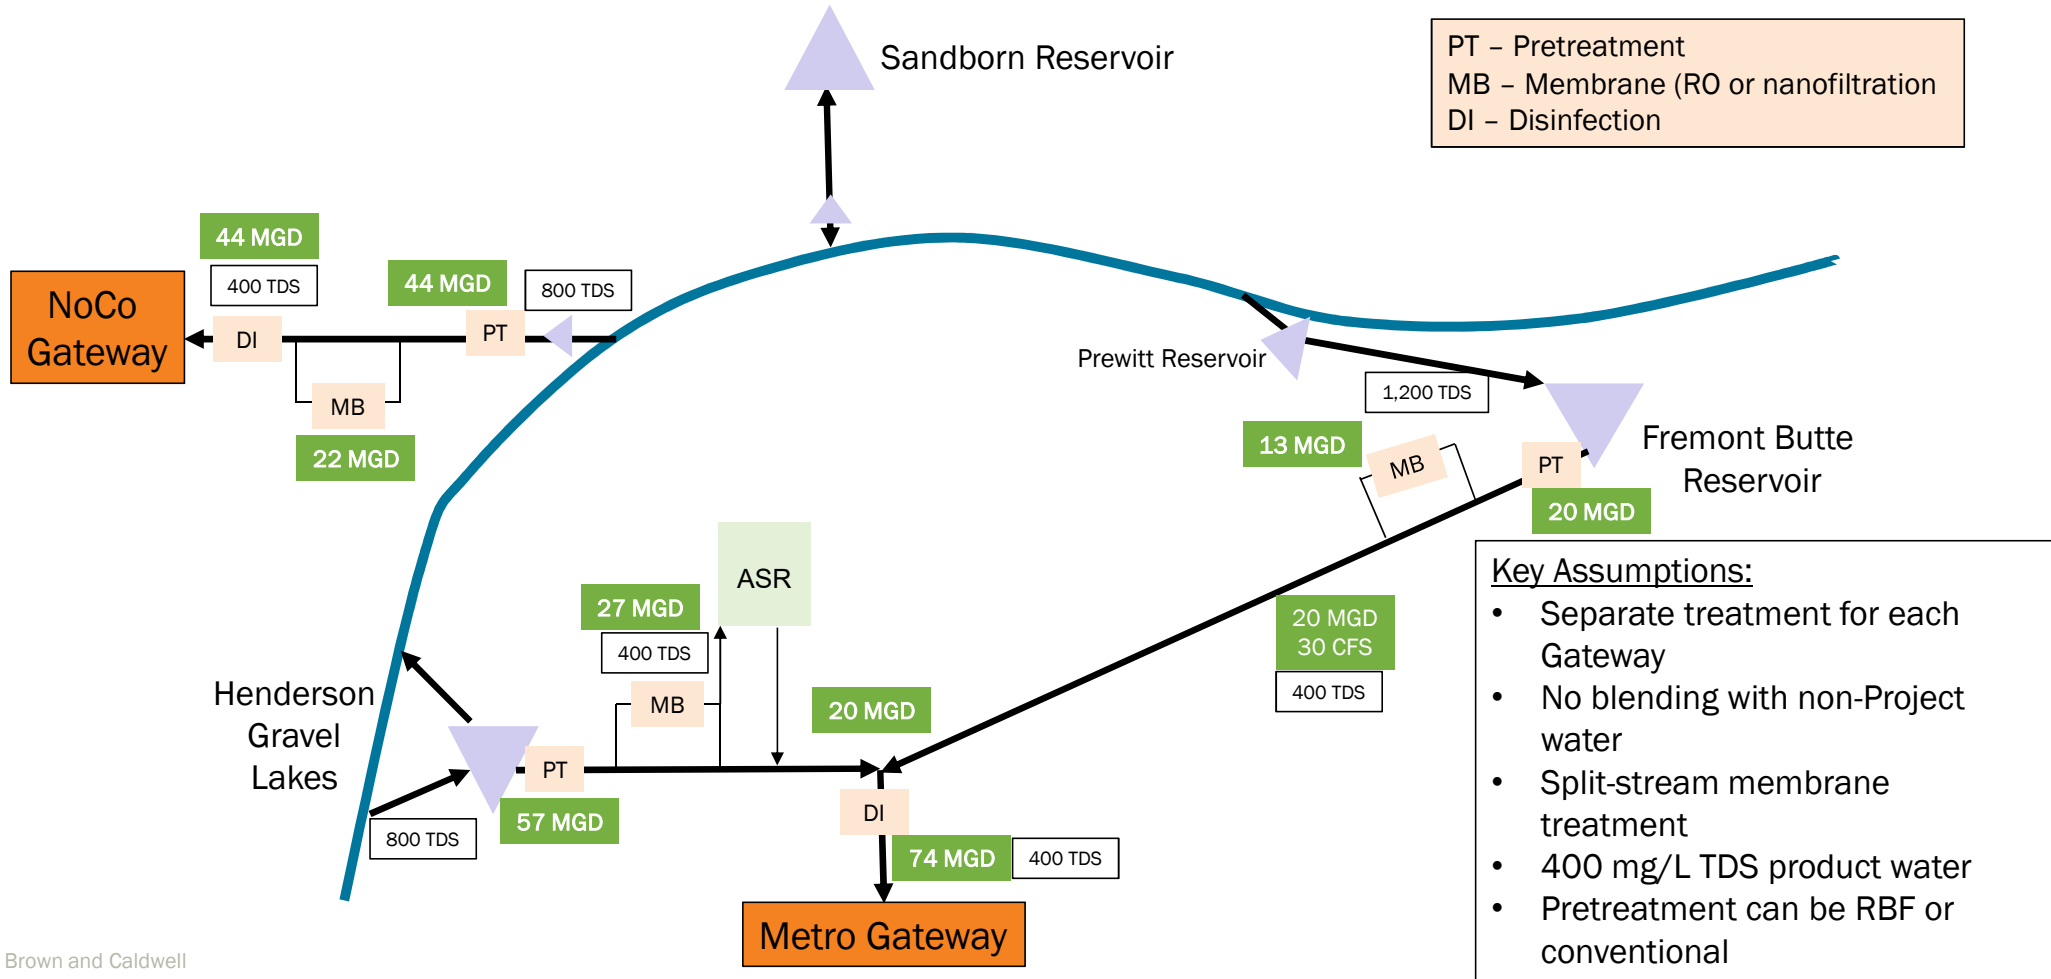 Sandborn Reservoir
PT – Pretreatment
MB – Membrane (RO or nanofiltration
DI – Disinfection
44 MGD
400 TDS
44 MGD
800 TDS
NoCo
Gateway
DI
PT
MB
22 MGD
Prewitt Reservoir
1,200 TDS
13 MGD
MB
PT
Fremont Butte
Reservoir
20 MGD
ASR
27 MGD
400 TDS
MB
20 MGD
20 MGD
30 CFS
400 TDS
Henderson
Gravel
Lakes
PT
57 MGD
800 TDS
DI
74 MGD
400 TDS
Metro Gateway
Key Assumptions:
• Separate treatment for each
Gateway
• No blending with non-Project
water
• Split-stream membrane
treatment
• 400 mg/L TDS product water
• Pretreatment can be RBF or
conventional
Brown and Caldwell